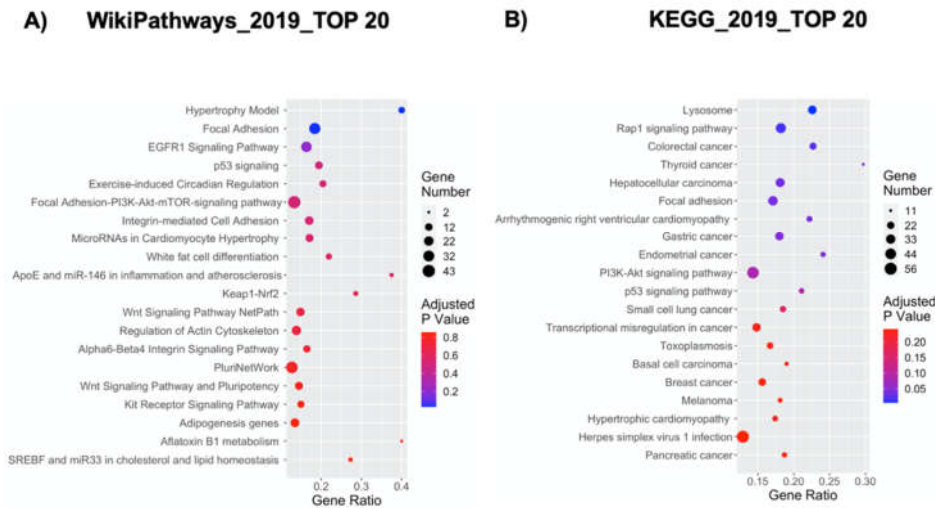 A) WikiPathways_2019_TOP 20
Hypertrophy Model
Focal Adhesion
EGFR1 Signaling Pathway
p53 signaling
Exercise-induced Circadian Regulation
Focal Adhesion-PI3K-Akt-mTOR-signaling pathway
Integrin-mediated Cell Adhesion
MicroRNAs in Cardiomyocyte Hypertrophy
White fat cell differentiation
ApoE and miR-146 in inflammation and atherosclerosis
Keap1-Nrf2
Wnt Signaling Pathway NetPath
Regulation of Actin Cytoskeleton
Alpha6-Beta4 Integrin Signaling Pathway
PluriNetWork
Wnt Signaling Pathway and Pluripotency
Kit Receptor Signaling Pathway
Adipogenesis genes
Aflatoxin B1 metabolism
SREBF and miR33 in cholesterol and lipid homeostasis
0.2 0.3 0.4
Gene Ratio
Gene
Number
2
12
22
32
43
Adjusted
P Value
0.8
0.6
0.4
0.2
B) KEGG_2019_TOP 20
Lysosome
Rap1 signaling pathway
Colorectal cancer
Thyroid cancer
Hepatocellular carcinoma
Focal adhesion
Arrhythmogenic right ventricular cardiomyopathy
Gastric cancer
Endometrial cancer
PI3K-Akt signaling pathway
p53 signaling pathway
Small cell lung cancer
Transcriptional misregulation in cancer
Toxoplasmosis
Basal cell carcinoma
Breast cancer
Melanoma
Hypertrophic cardiomyopathy
Herpes simplex virus 1 infection
Pancreatic cancer
0.15 0.20 0.25 0.30
Gene Ratio
Gene
Number
11
22
33
44
56
Adjusted
P Value
0.20
0.15
0.10
0.05